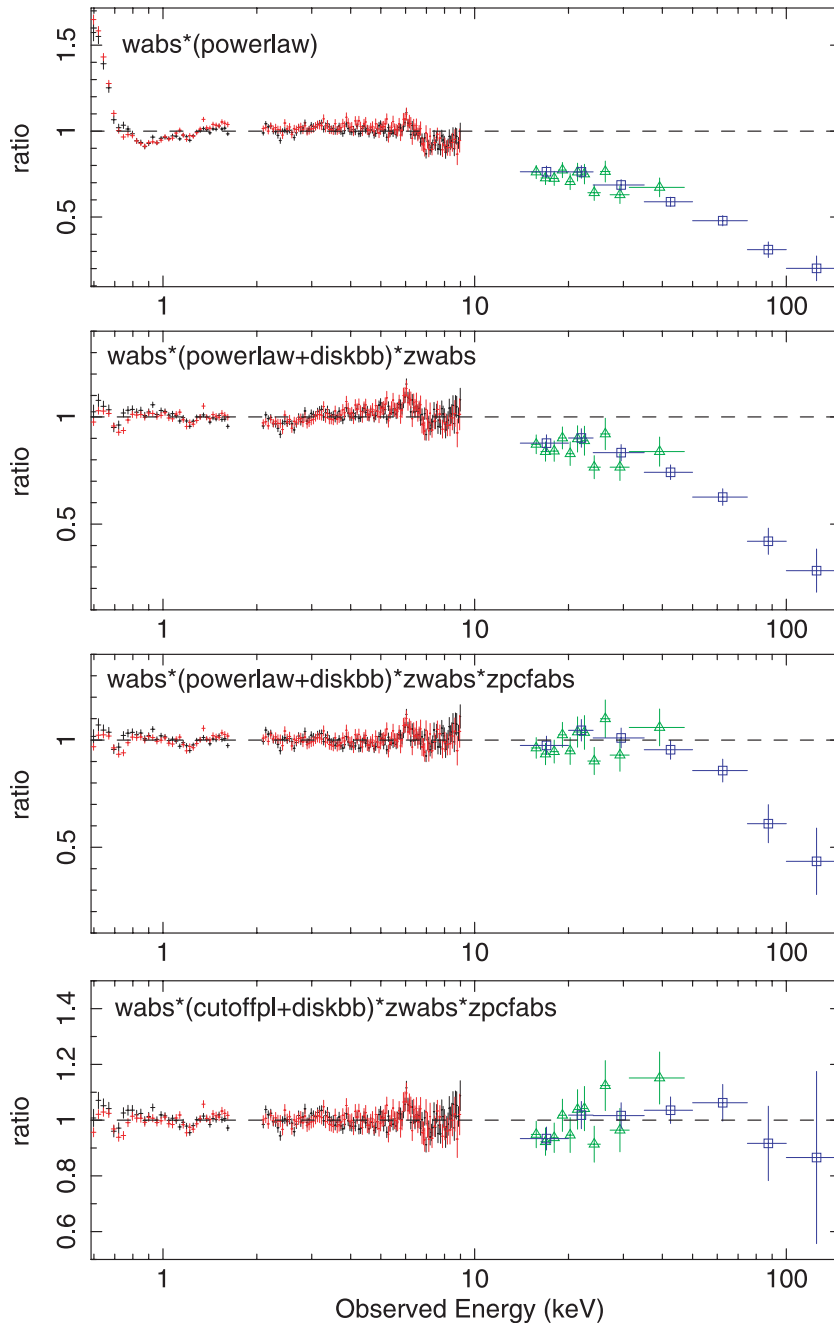 wabs*(powerlaw)
ratio
0.5
1
1.5
1
10
100
wabs*(powerlaw+diskbb)*zwabs
ratio
0.5
1
1
10
100
wabs*(powerlaw+diskbb)*zwabs*zpcfabs
ratio
0.5
1
1
10
100
wabs*(cutoffpl+diskbb)*zwabs*zpcfabs
ratio
0.6
0.8
1
1.2
1.4
1
10
100
Observed Energy (keV)